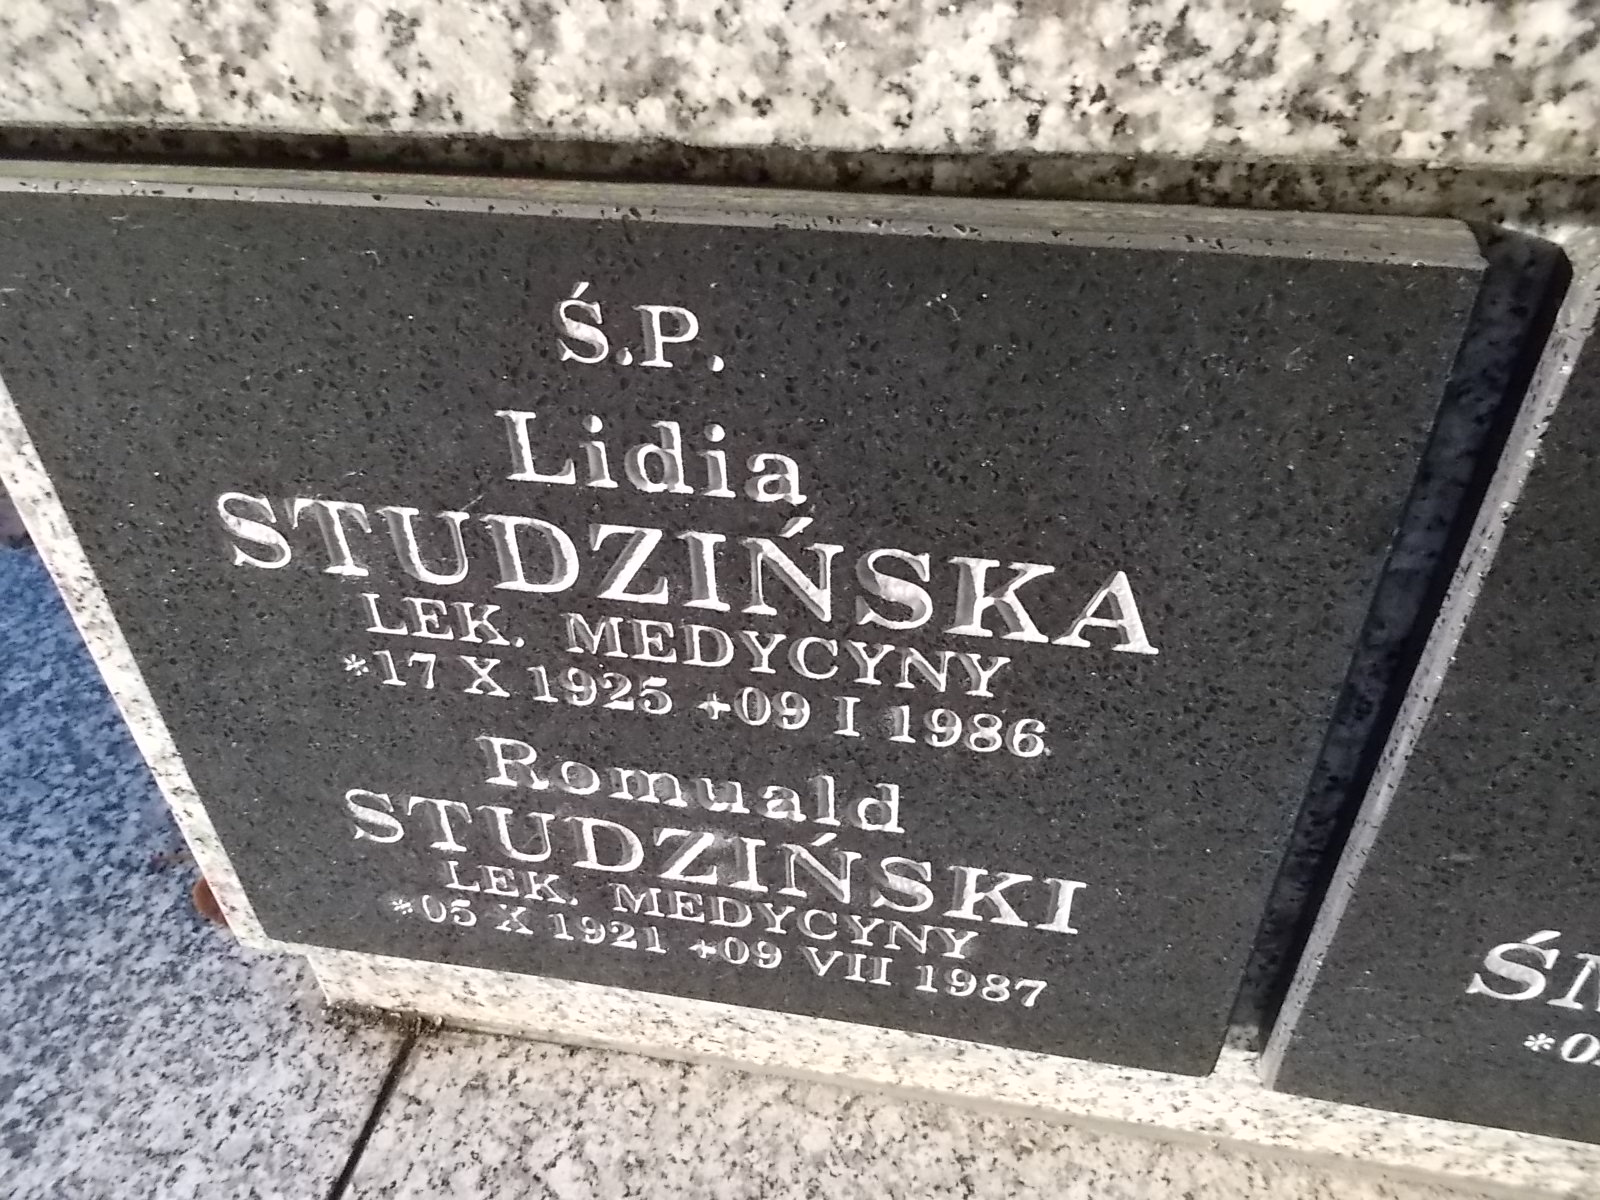 Ś.P.
Lidia
STUDZIŃSKA
LEK. MEDYCYNY
*17 X 1925 +09 I 1986
Romuald
STUDZIŃSKI
LEK. MEDYCYNY
*05 X 1921 +09 VII 1987